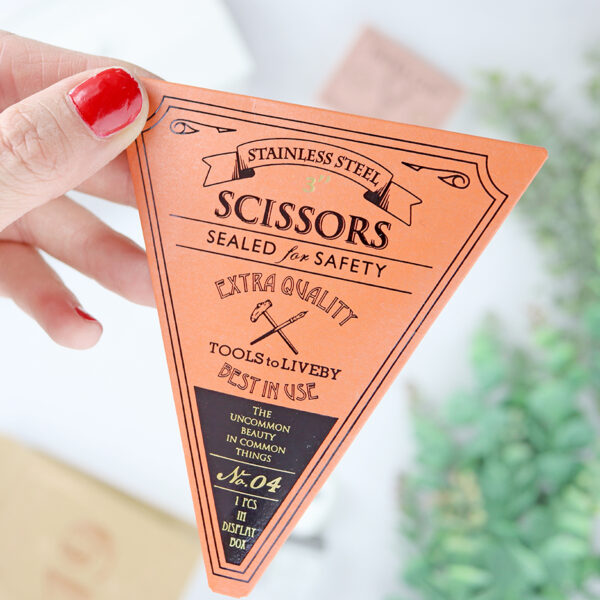 STAINLESS STEEL
3"
SCISSORS
SEALED for SAFETY
EXTRA QUALITY
TOOLS to LIVEBY
BEST IN USE
THE
UNCOMMON
BEAUTY
IN COMMON
THINGS
No. 04
1 PCS
IN
DISPLAY
BOX